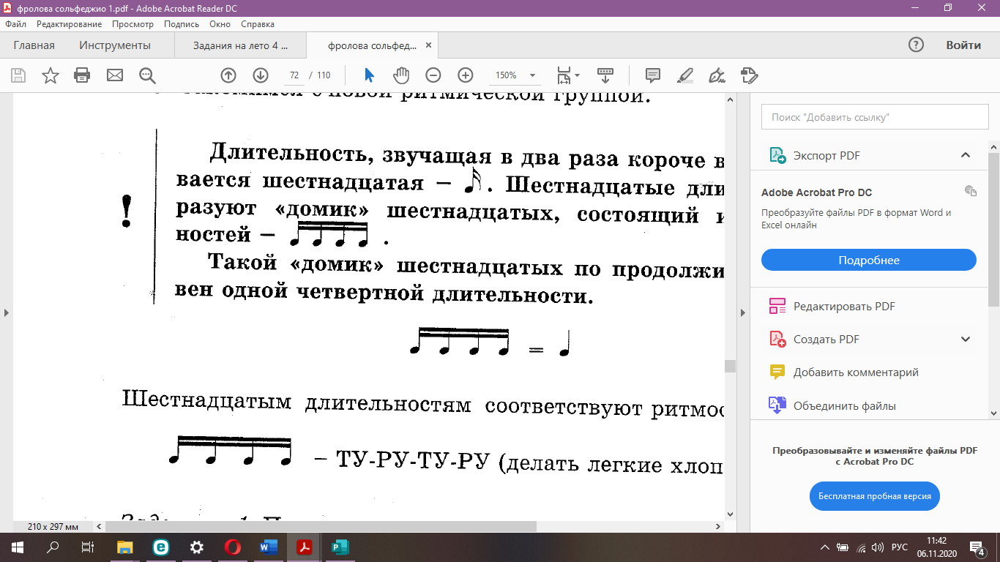 фролова сольфеджио 1.pdf - Adobe Acrobat Reader DC
Файл Редактирование Просмотр Подпись Окно Справка
Главная Инструменты Задания на лето 4 ... фролова сольфед... × Войти
72 / 110 150%
новой ритмической группой.
Длительность, звучащая в два раза короче в
вается шестнадцатая – . Шестнадцатые дли
! разуют «домик» шестнадцатых, состоящий и
ностей – .
Такой «домик» шестнадцатых по продолжи
вен одной четвертной длительности.
=
Шестнадцатым длительностям соответствуют ритмос
– ТУ-РУ-ТУ-РУ (делать легкие хлоп
210 x 297 мм
Поиск "Добавить ссылку"
Экспорт PDF
Adobe Acrobat Pro DC
Преобразуйте файлы PDF в формат Word и
Excel онлайн
Подробнее
Редактировать PDF
Создать PDF
Добавить комментарий
Объединить файлы
Преобразовывайте и изменяйте файлы PDF
с Acrobat Pro DC
Бесплатная пробная версия
РУС 11:42
06.11.2020 4